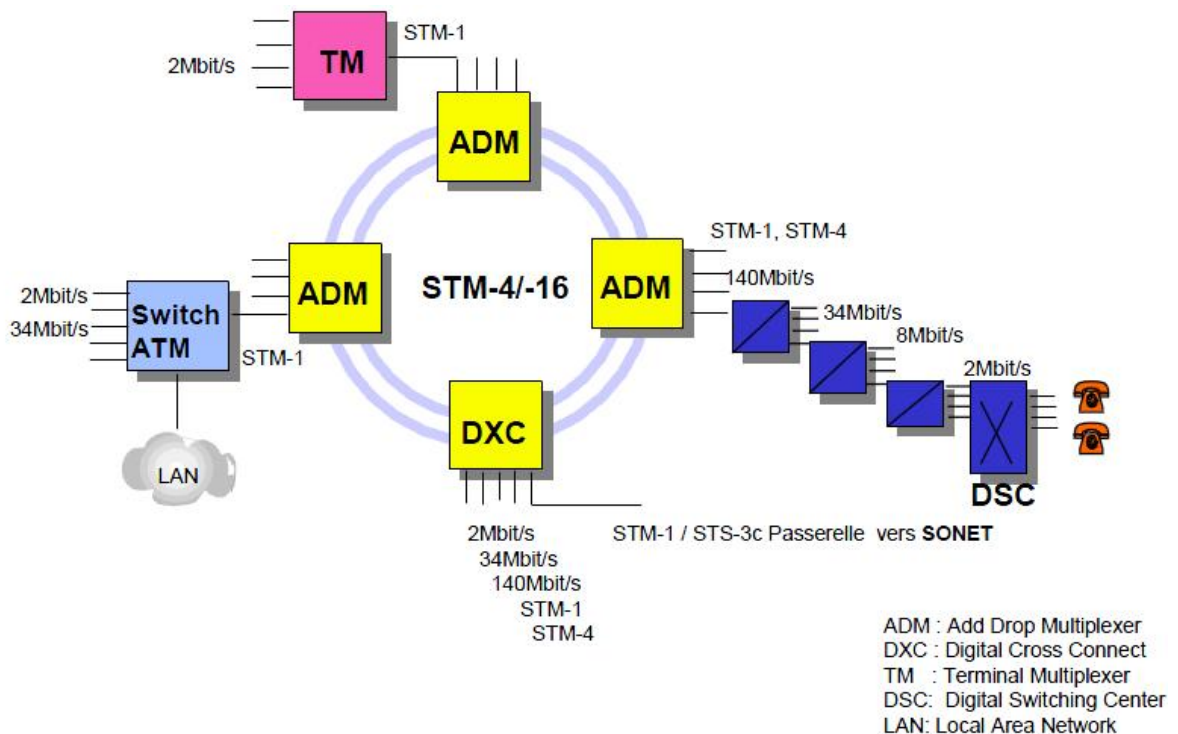 STM-1
TM
2Mbit/s
ADM
STM-1, STM-4
ADM
STM-4/-16
ADM
140Mbit/s
34Mbit/s
8Mbit/s
2Mbit/s
2Mbit/s
34Mbit/s
Switch
ATM
STM-1
LAN
DXC
DSC
2Mbit/s
34Mbit/s
140Mbit/s
STM-1
STM-4
STM-1 / STS-3c Passerelle vers SONET
ADM : Add Drop Multiplexer
DXC : Digital Cross Connect
TM : Terminal Multiplexer
DSC: Digital Switching Center
LAN: Local Area Network